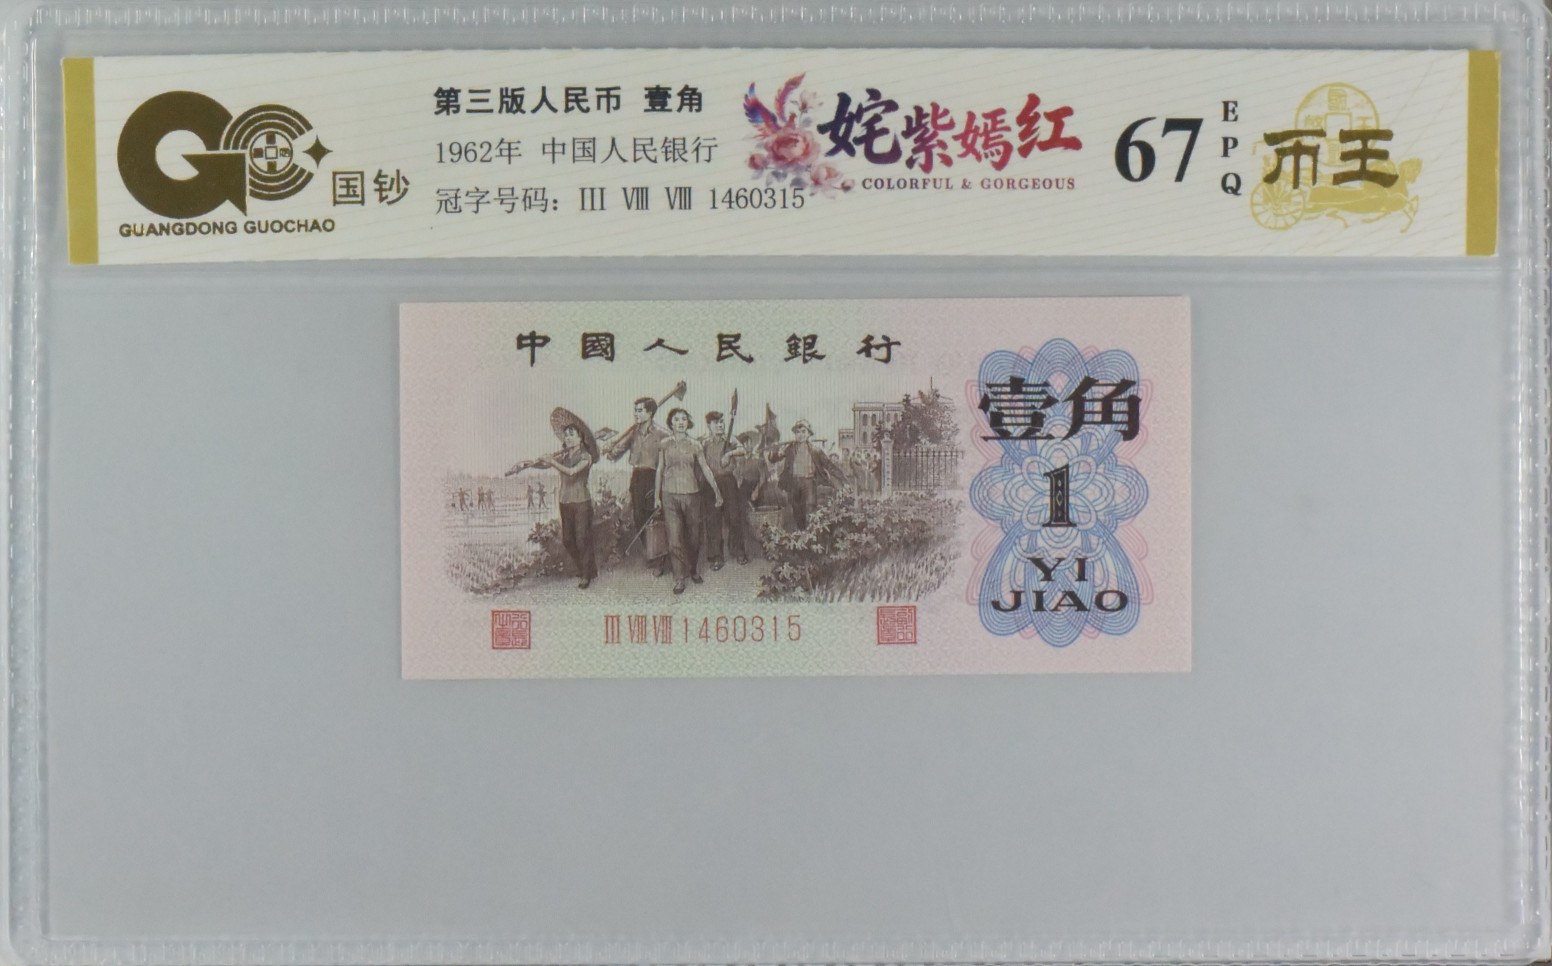 国钞
GUANGDONG GUOCHAO
第三版人民币 壹角
1962年 中国人民银行
冠字号码：III VIII VIII 1460315
姹紫嫣红
COLORFUL & GORGEOUS
67
EPQ
币王
中國人民銀行
壹角
1
YI
JIAO
III VIII VIII 1460315